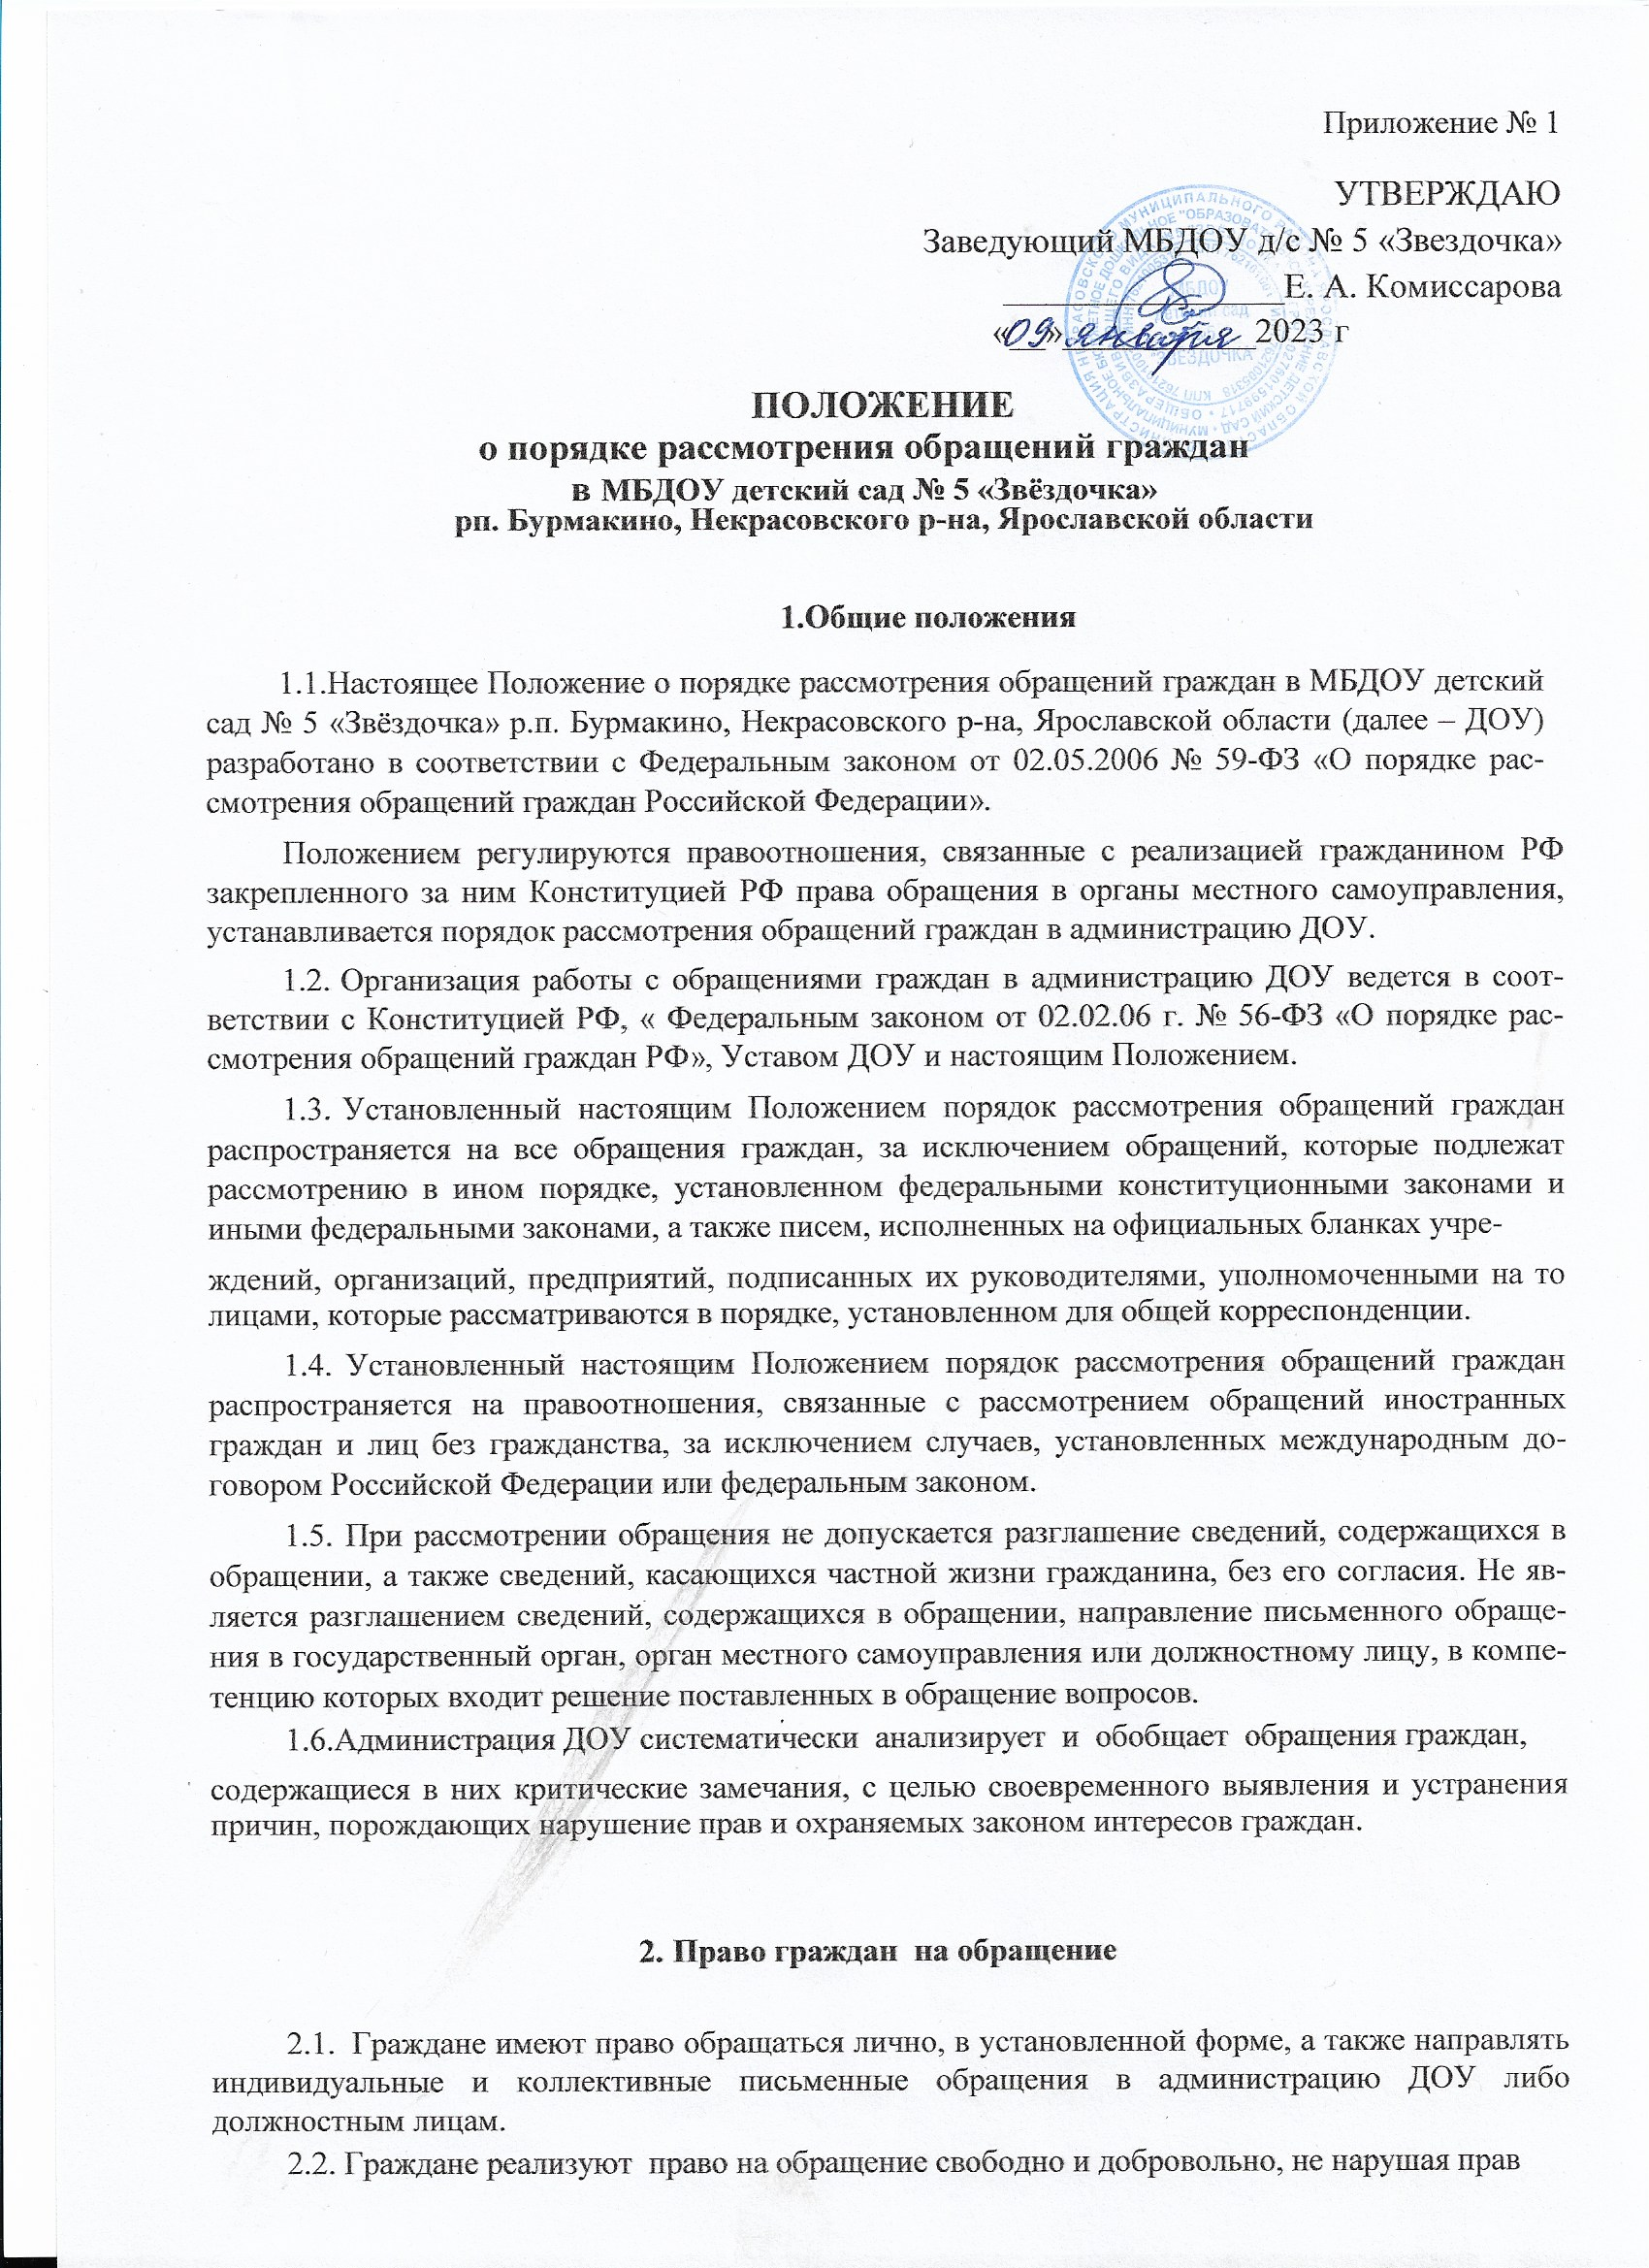 Приложение № 1
УТВЕРЖДАЮ
Заведующий МБДОУ д/с № 5 «Звездочка»
________________Е. А. Комиссарова
«09» января 2023 г
ПОЛОЖЕНИЕ
о порядке рассмотрения обращений граждан
в МБДОУ детский сад № 5 «Звёздочка»
рп. Бурмакино, Некрасовского р-на, Ярославской области
1.Общие положения
1.1.Настоящее Положение о порядке рассмотрения обращений граждан в МБДОУ детский
сад № 5 «Звёздочка» р.п. Бурмакино, Некрасовского р-на, Ярославской области (далее – ДОУ)
разработано в соответствии с Федеральным законом от 02.05.2006 № 59-ФЗ «О порядке рас-
смотрения обращений граждан Российской Федерации».
Положением регулируются правоотношения, связанные с реализацией гражданином РФ
закрепленного за ним Конституцией РФ права обращения в органы местного самоуправления,
устанавливается порядок рассмотрения обращений граждан в администрацию ДОУ.
1.2. Организация работы с обращениями граждан в администрацию ДОУ ведется в соот-
ветствии с Конституцией РФ, « Федеральным законом от 02.02.06 г. № 56-ФЗ «О порядке рас-
смотрения обращений граждан РФ», Уставом ДОУ и настоящим Положением.
1.3. Установленный настоящим Положением порядок рассмотрения обращений граждан
распространяется на все обращения граждан, за исключением обращений, которые подлежат
рассмотрению в ином порядке, установленном федеральными конституционными законами и
иными федеральными законами, а также писем, исполненных на официальных бланках учре-
ждений, организаций, предприятий, подписанных их руководителями, уполномоченными на то
лицами, которые рассматриваются в порядке, установленном для общей корреспонденции.
1.4. Установленный настоящим Положением порядок рассмотрения обращений граждан
распространяется на правоотношения, связанные с рассмотрением обращений иностранных
граждан и лиц без гражданства, за исключением случаев, установленных международным до-
говором Российской Федерации или федеральным законом.
1.5. При рассмотрении обращения не допускается разглашение сведений, содержащихся в
обращении, а также сведений, касающихся частной жизни гражданина, без его согласия. Не яв-
ляется разглашением сведений, содержащихся в обращении, направление письменного обраще-
ния в государственный орган, орган местного самоуправления или должностному лицу, в компе-
тенцию которых входит решение поставленных в обращение вопросов.
1.6.Администрация ДОУ систематически анализирует и обобщает обращения граждан,
содержащиеся в них критические замечания, с целью своевременного выявления и устранения
причин, порождающих нарушение прав и охраняемых законом интересов граждан.
2. Право граждан на обращение
2.1. Граждане имеют право обращаться лично, в установленной форме, а также направлять
индивидуальные и коллективные письменные обращения в администрацию ДОУ либо
должностным лицам.
2.2. Граждане реализуют право на обращение свободно и добровольно, не нарушая прав